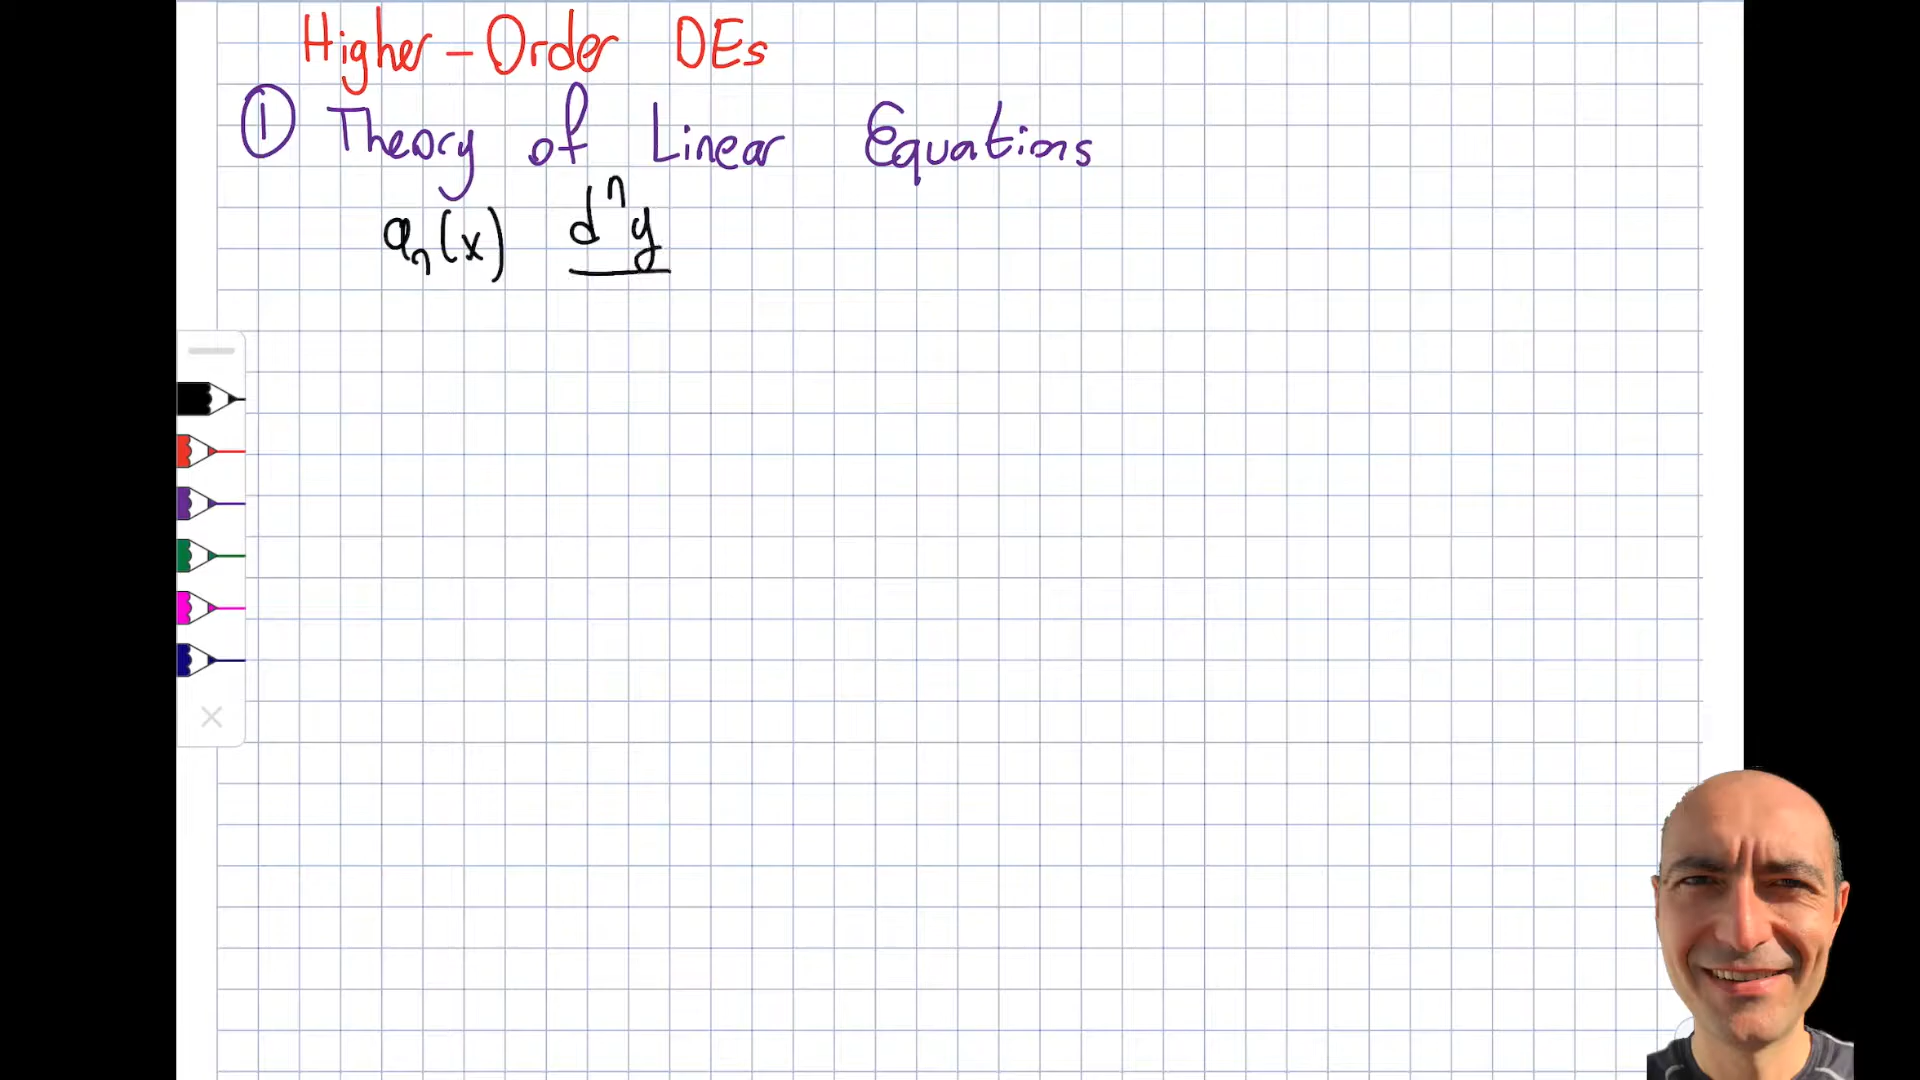 Higher-Order DEs
① Theory of Linear Equations
aₙ(x) dⁿy